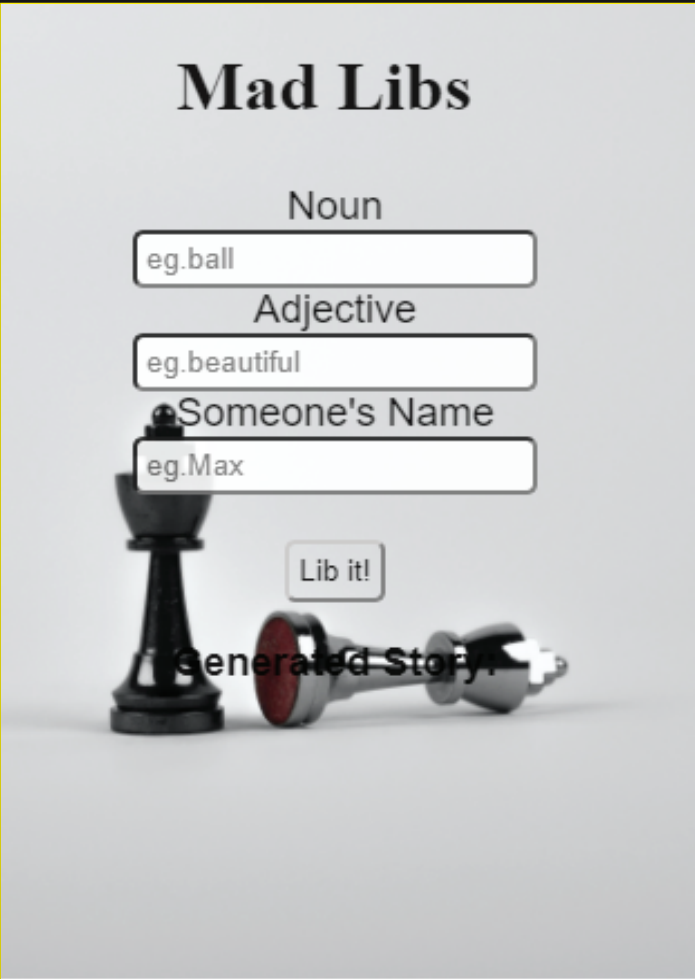 Mad Libs
Noun
eg.ball
Adjective
eg.beautiful
Someone's Name
eg.Max
Lib it!
Generated Story: